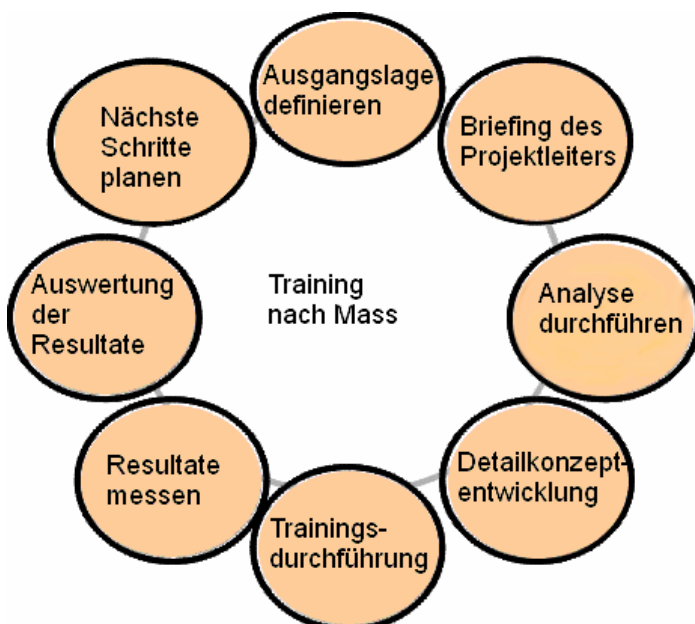 Ausgangslage
definieren
Briefing des
Projektleiters
Analyse
durchführen
Detailkonzept-
entwicklung
Trainings-
durchführung
Resultate
messen
Auswertung
der
Resultate
Nächste
Schritte
planen
Training
nach Mass